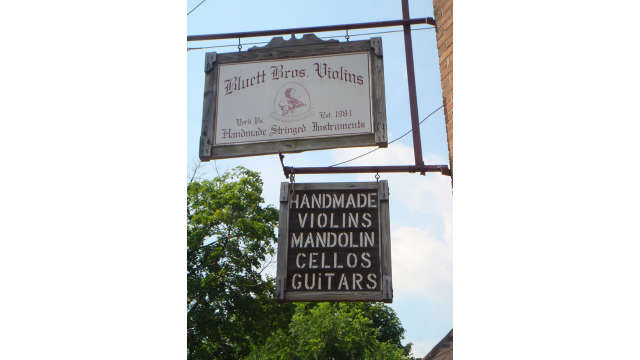 Bluett Bros. Violins
York Pa. Est. 1981
Handmade Stringed Instruments
HANDMADE
VIOLINS
MANDOLIN
CELLOS
GUiTARS